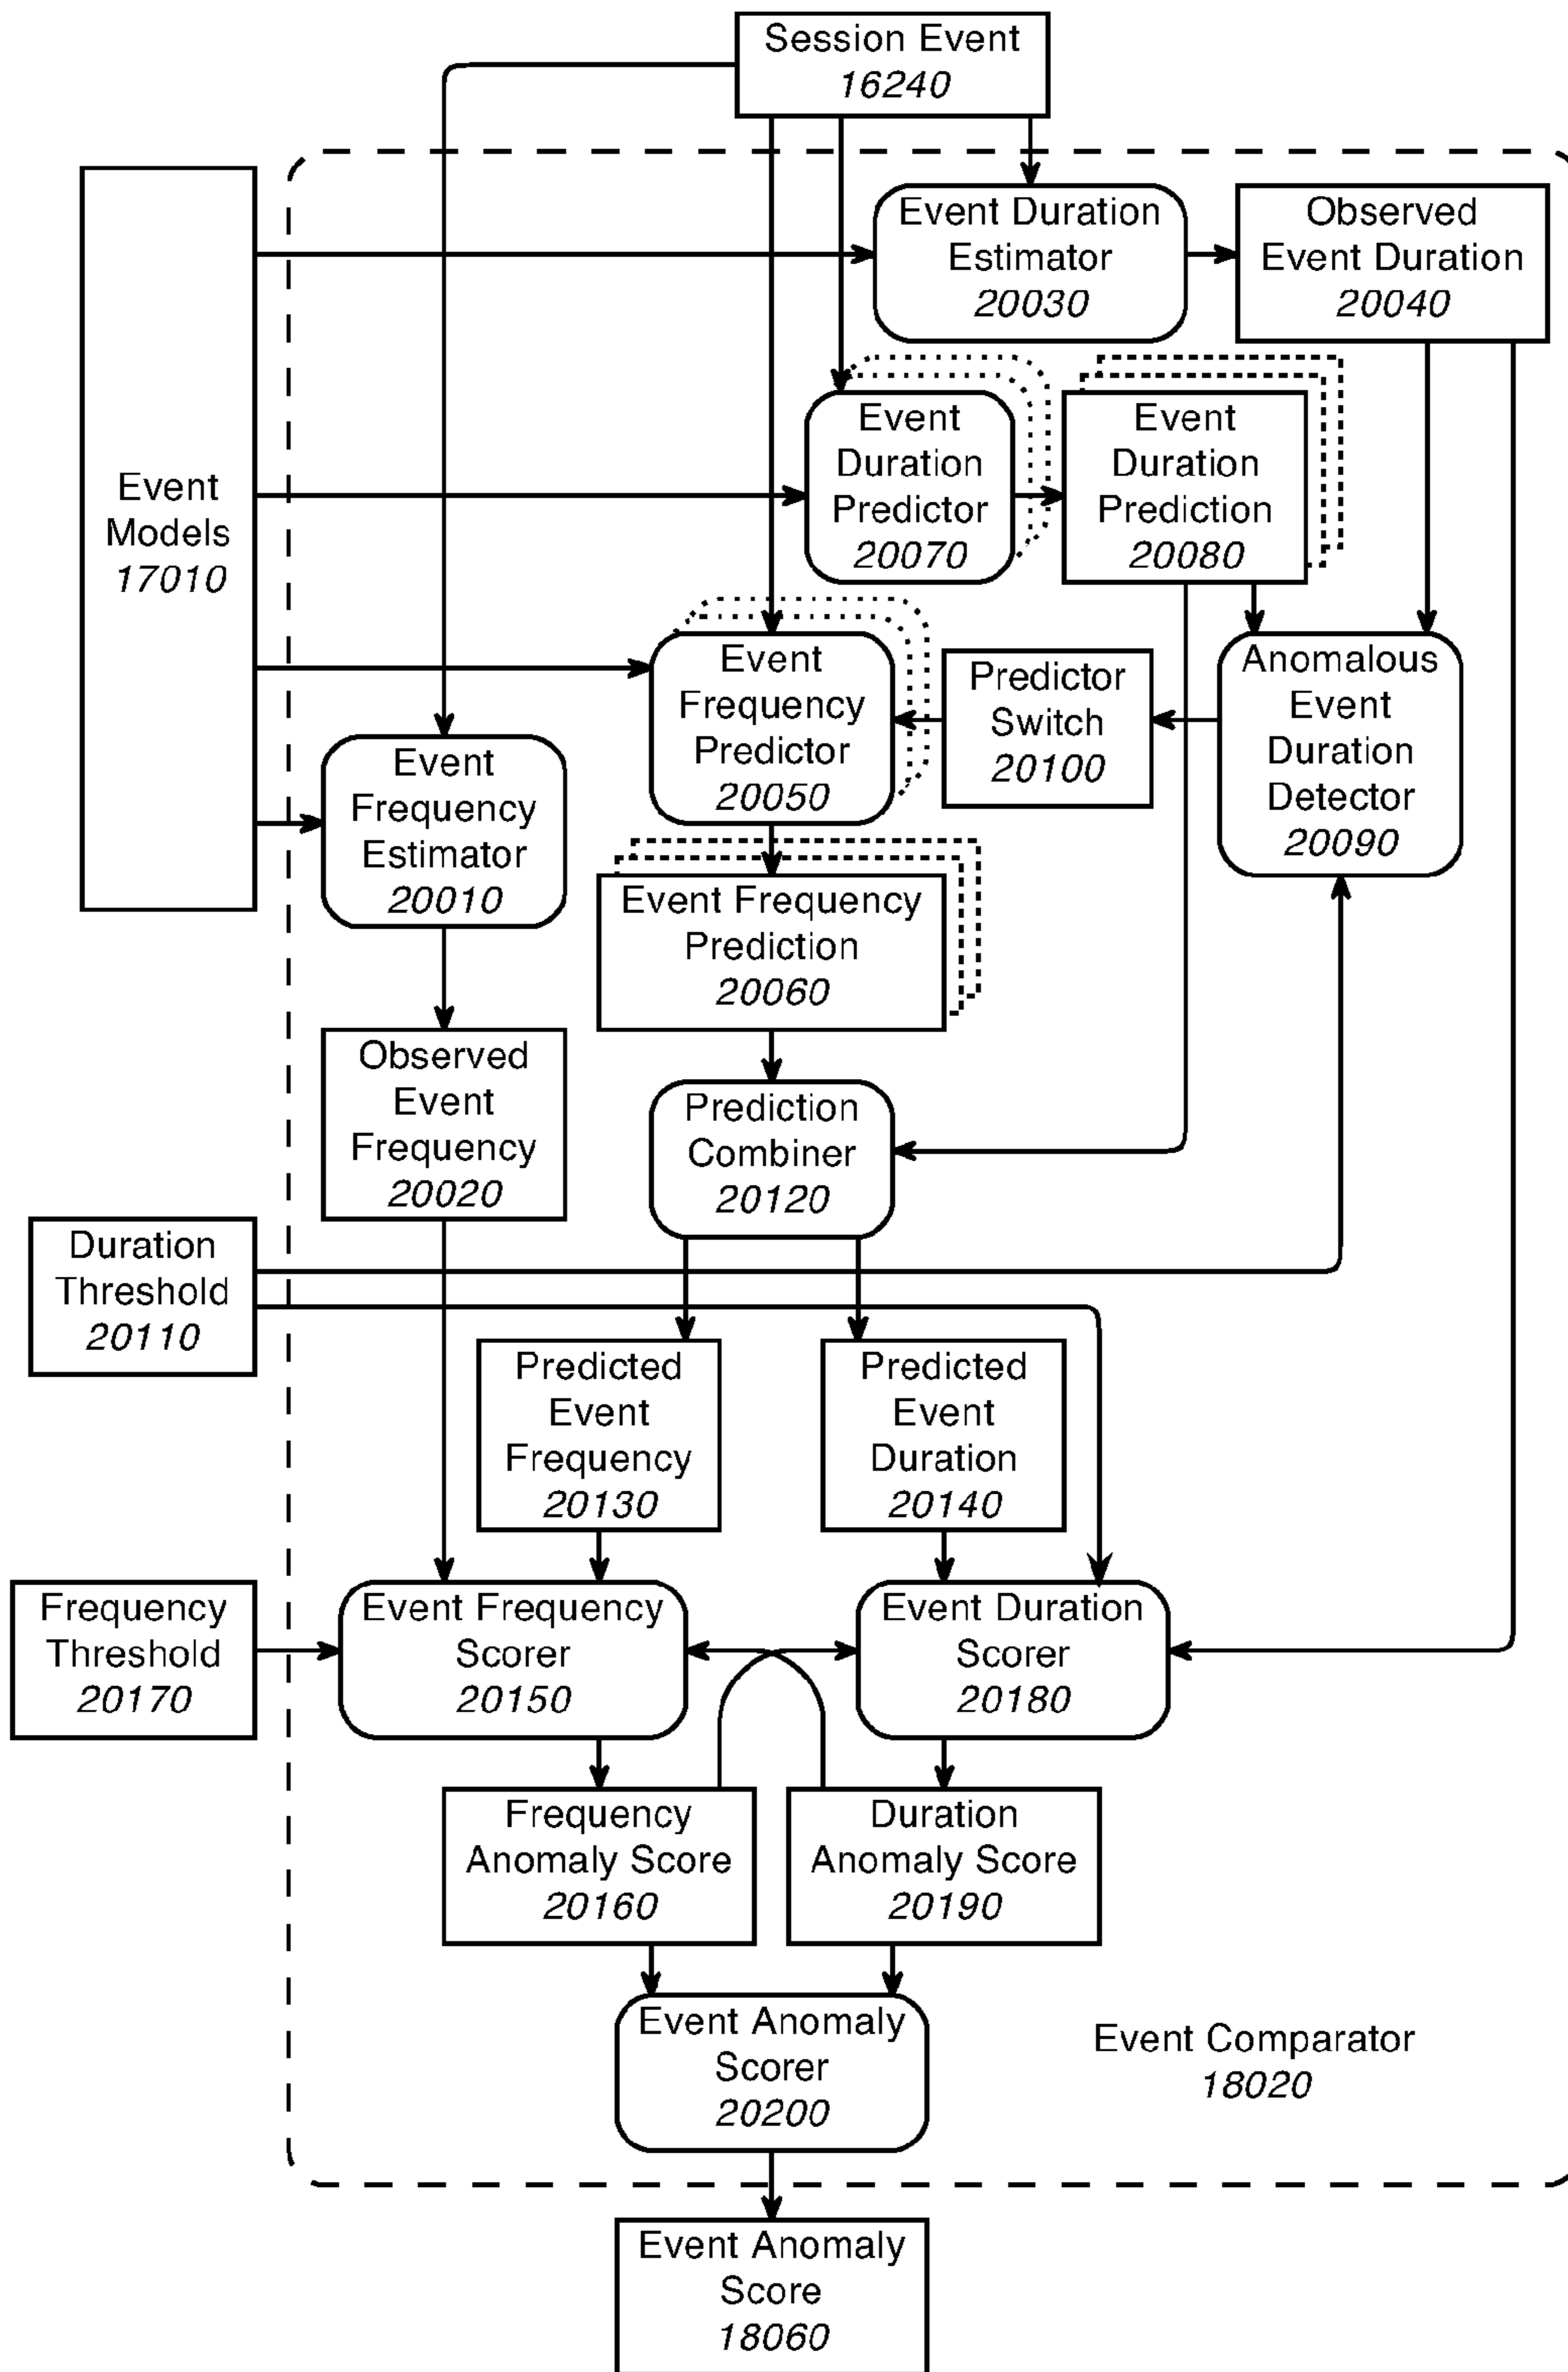 Session Event
16240
Event Duration
Estimator
20030
Observed
Event Duration
20040
Event
Models
17010
Event
Duration
Predictor
20070
Event
Duration
Prediction
20080
Event
Frequency
Predictor
20050
Predictor
Switch
20100
Anomalous
Event
Duration
Detector
20090
Event
Frequency
Estimator
20010
Event Frequency
Prediction
20060
Observed
Event
Frequency
20020
Prediction
Combiner
20120
Duration
Threshold
20110
Predicted
Event
Frequency
20130
Predicted
Event
Duration
20140
Frequency
Threshold
20170
Event Frequency
Scorer
20150
Event Duration
Scorer
20180
Frequency
Anomaly Score
20160
Duration
Anomaly Score
20190
Event Anomaly
Scorer
20200
Event Comparator
18020
Event Anomaly
Score
18060